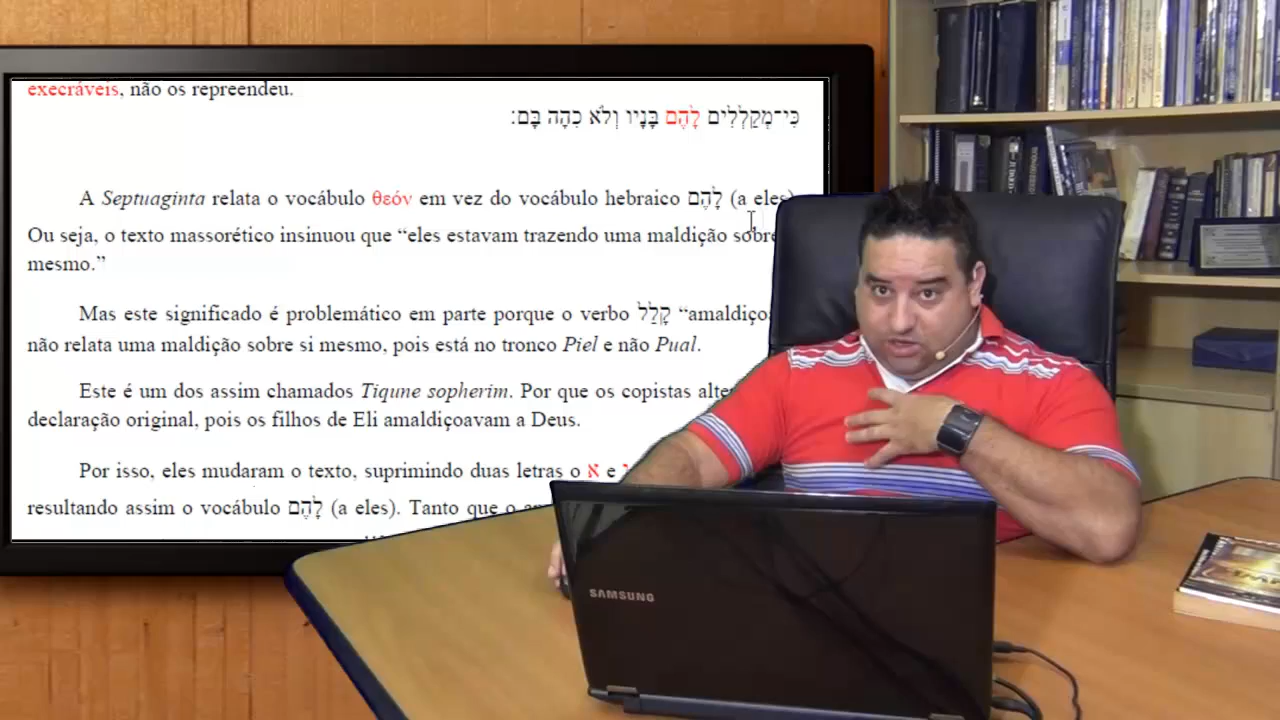 execráveis, não os repreendeu.
כִּי־מְקַלְלִים לָהֶם בָּנָיו וְלֹא כִהָה בָּם׃
A Septuaginta relata o vocábulo θεόν em vez do vocábulo hebraico לָהֶם (a eles)
Ou seja, o texto massorético insinuou que “eles estavam trazendo uma maldição sobre
mesmo.”
Mas este significado é problemático em parte porque o verbo קָלַל
não relata uma maldição sobre si mesmo, pois está no tronco Piel e não Pual.
Este é um dos assim chamados Tiqune sopherim. Por que os copistas
declaração original, pois os filhos de Eli amaldiçoavam a Deus.
Por isso, eles mudaram o texto, suprimindo duas letras o א e
resultando assim o vocábulo לָהֶם (a eles). Tanto que o
SAMSUNG